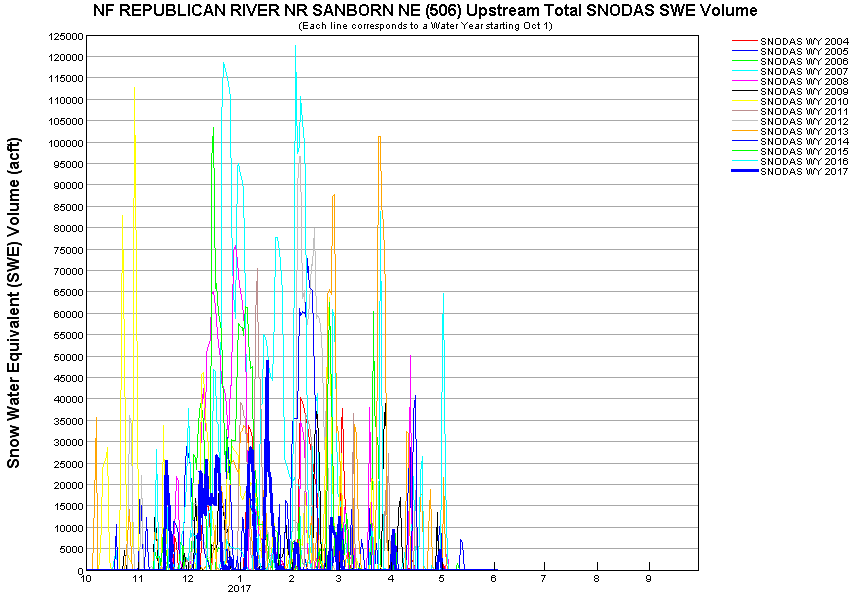 NF REPUBLICAN RIVER NR SANBORN NE (506) Upstream Total SNODAS SWE Volume
(Each line corresponds to a Water Year starting Oct 1)
Snow Water Equivalent (SWE) Volume (acft)
125000
120000
115000
110000
105000
100000
95000
90000
85000
80000
75000
70000
65000
60000
55000
50000
45000
40000
35000
30000
25000
20000
15000
10000
5000
0
10 11 12 1 2 3 4 5 6 7 8 9
2017
SNODAS WY 2004
SNODAS WY 2005
SNODAS WY 2006
SNODAS WY 2007
SNODAS WY 2008
SNODAS WY 2009
SNODAS WY 2010
SNODAS WY 2011
SNODAS WY 2012
SNODAS WY 2013
SNODAS WY 2014
SNODAS WY 2015
SNODAS WY 2016
SNODAS WY 2017